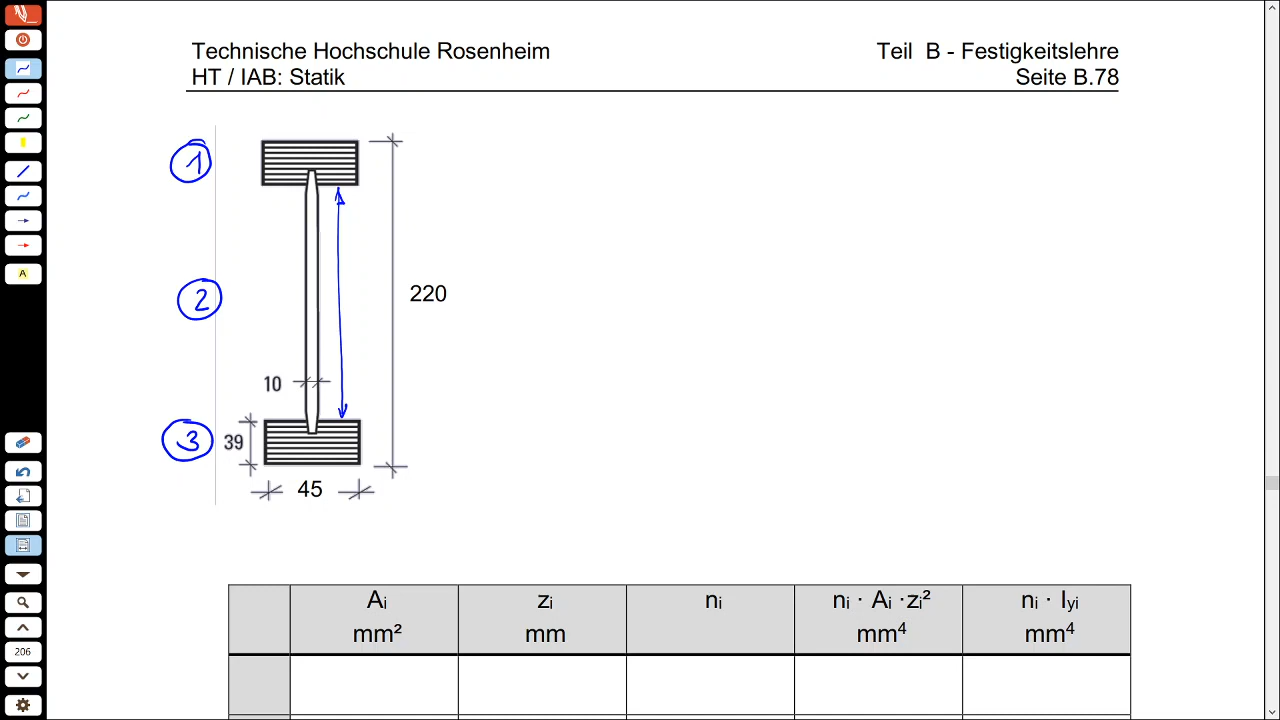 Technische Hochschule Rosenheim
Teil B - Festigkeitslehre
HT / IAB: Statik
Seite B.78
1
2
220
10
3
39
45
Ai
mm²
zi
mm
ni
ni · Ai ·zi²
mm⁴
ni · Iyi
mm⁴
A
206